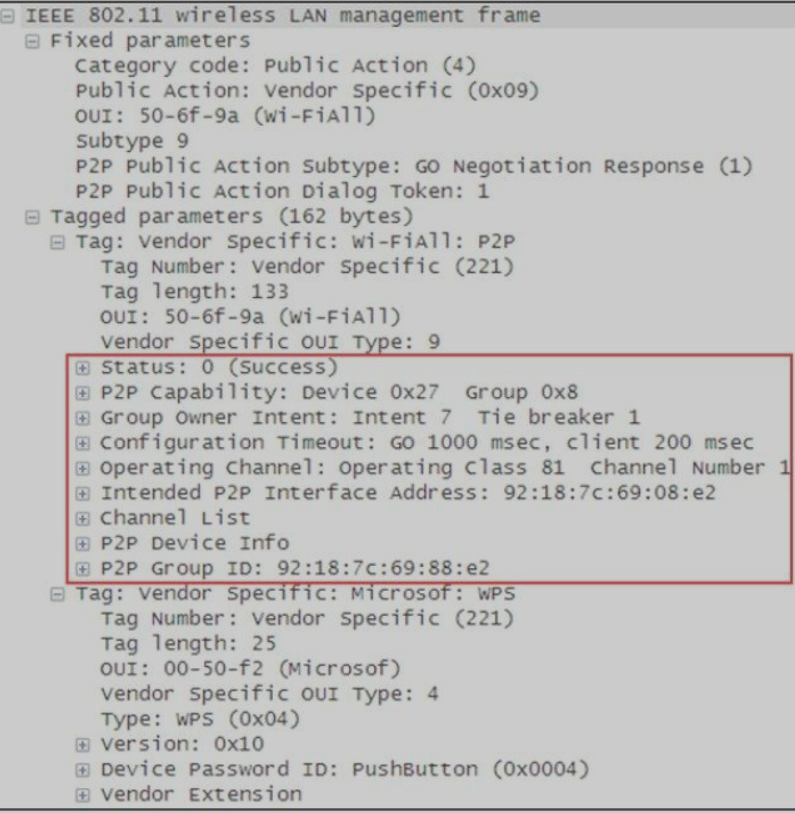 IEEE 802.11 wireless LAN management frame
Fixed parameters
Category code: Public Action (4)
Public Action: Vendor Specific (0x09)
OUI: 50-6f-9a (Wi-FiAll)
Subtype 9
P2P Public Action Subtype: GO Negotiation Response (1)
P2P Public Action Dialog Token: 1
Tagged parameters (162 bytes)
Tag: Vendor Specific: Wi-FiAll: P2P
Tag Number: Vendor Specific (221)
Tag length: 133
OUI: 50-6f-9a (Wi-FiAll)
Vendor Specific OUI Type: 9
Status: 0 (Success)
P2P Capability: Device 0x27  Group 0x8
Group Owner Intent: Intent 7  Tie breaker 1
Configuration Timeout: GO 1000 msec, client 200 msec
Operating Channel: Operating Class 81  Channel Number 1
Intended P2P Interface Address: 92:18:7c:69:08:e2
Channel List
P2P Device Info
P2P Group ID: 92:18:7c:69:88:e2
Tag: Vendor Specific: Microsof: WPS
Tag Number: Vendor Specific (221)
Tag length: 25
OUI: 00-50-f2 (Microsof)
Vendor Specific OUI Type: 4
Type: WPS (0x04)
Version: 0x10
Device Password ID: PushButton (0x0004)
Vendor Extension